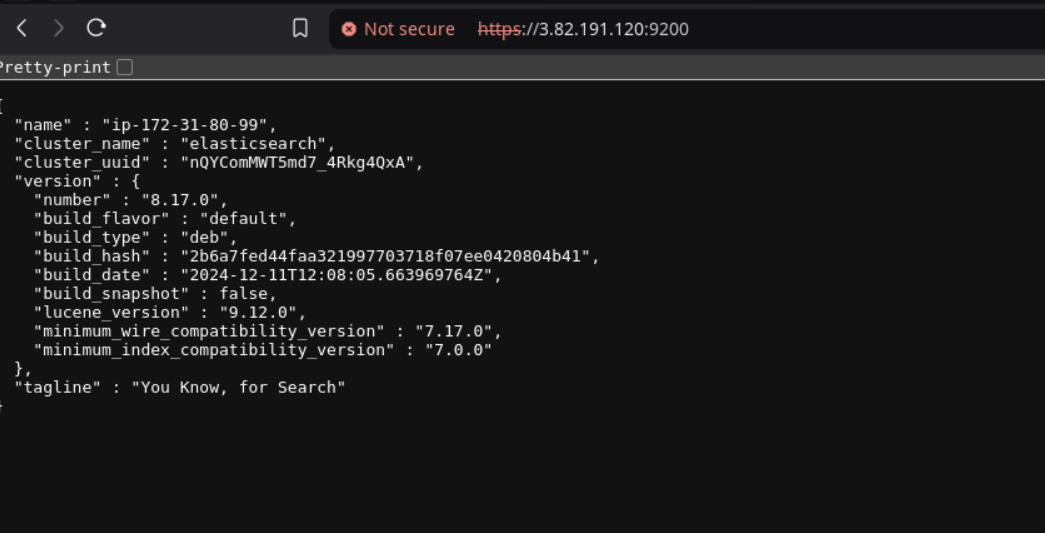 Not secure https://3.82.191.120:9200
Pretty-print
{
"name" : "ip-172-31-80-99",
"cluster_name" : "elasticsearch",
"cluster_uuid" : "nQYComMWT5md7_4Rkg4QxA",
"version" : {
"number" : "8.17.0",
"build_flavor" : "default",
"build_type" : "deb",
"build_hash" : "2b6a7fed44faa321997703718f07ee0420804b41",
"build_date" : "2024-12-11T12:08:05.663969764Z",
"build_snapshot" : false,
"lucene_version" : "9.12.0",
"minimum_wire_compatibility_version" : "7.17.0",
"minimum_index_compatibility_version" : "7.0.0"
},
"tagline" : "You Know, for Search"
}